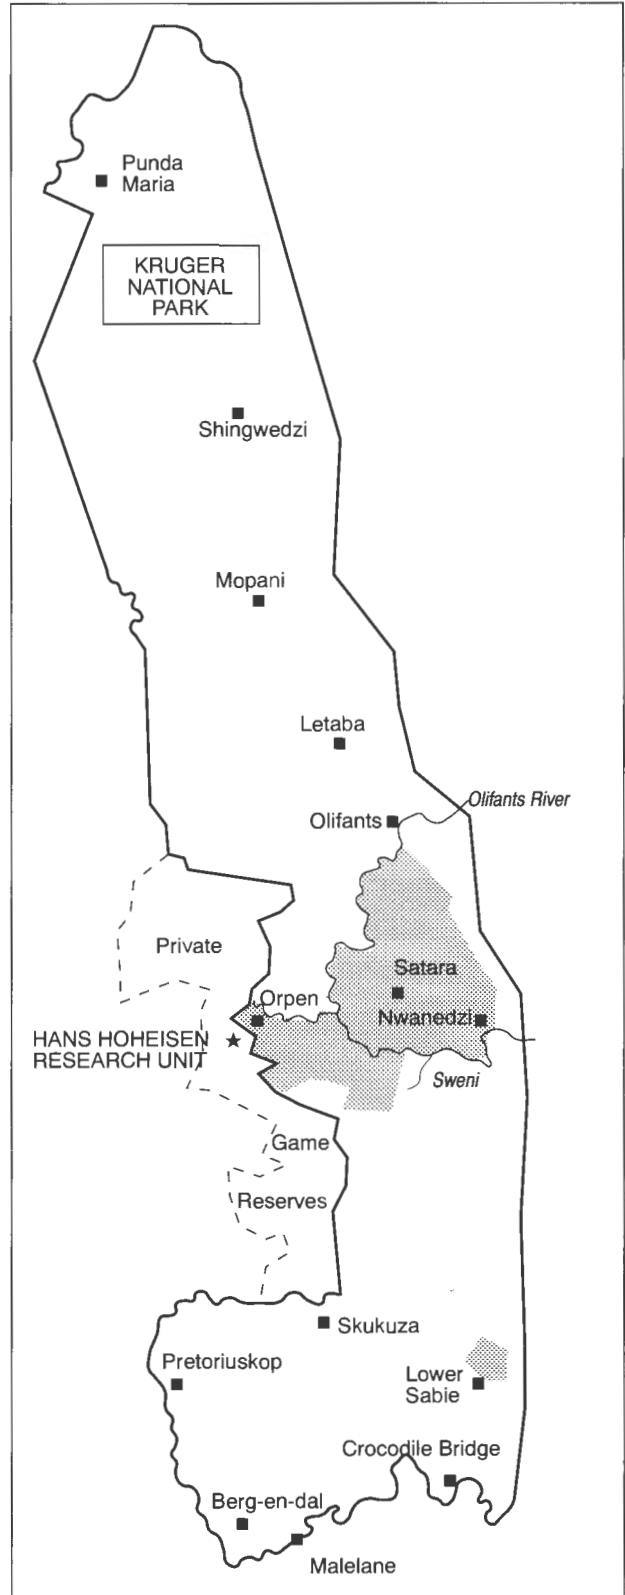 Punda
Maria
KRUGER
NATIONAL
PARK
Shingwedzi
Mopani
Letaba
Olifants River
Olifants
Private
Satara
Orpen
Nwanedzi
HANS HOHEISEN
RESEARCH UNIT
Sweni
Game
Reserves
Skukuza
Pretoriuskop
Lower
Sabie
Crocodile Bridge
Berg-en-dal
Malelane